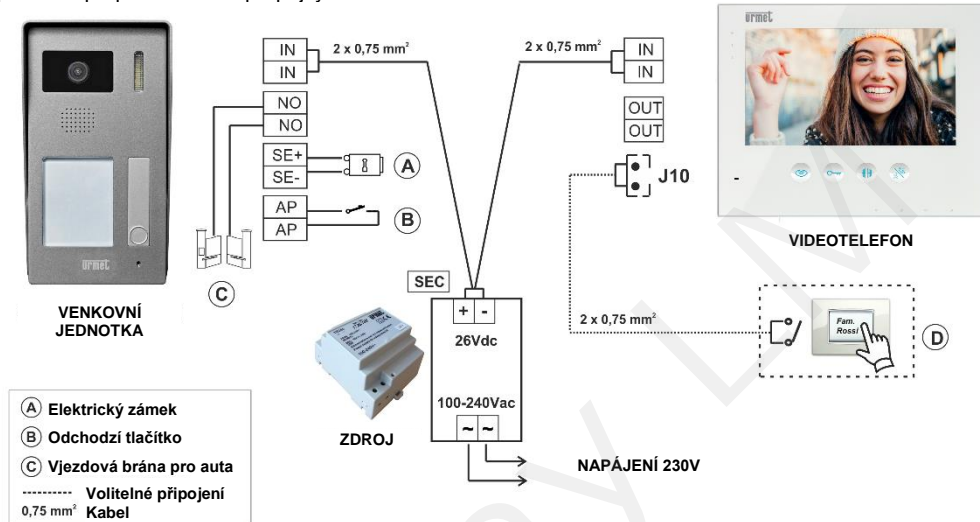 IN
IN
NO
NO
SE+
SE-
AP
AP
2 x 0,75 mm²
2 x 0,75 mm²
IN
IN
OUT
OUT
J10
urmet
VIDEOTELEFON
A
B
C
urmet
VENKOVNÍ
JEDNOTKA
SEC
+ -
26Vdc
100-240Vac
~ ~
ZDROJ
NAPÁJENÍ 230V
2 x 0,75 mm²
Fam.
Rossi
D
A Elektrický zámek
B Odchodzí tlačítko
C Vjezdová brána pro auta
---------- Volitelné připojení
0,75 mm² Kabel